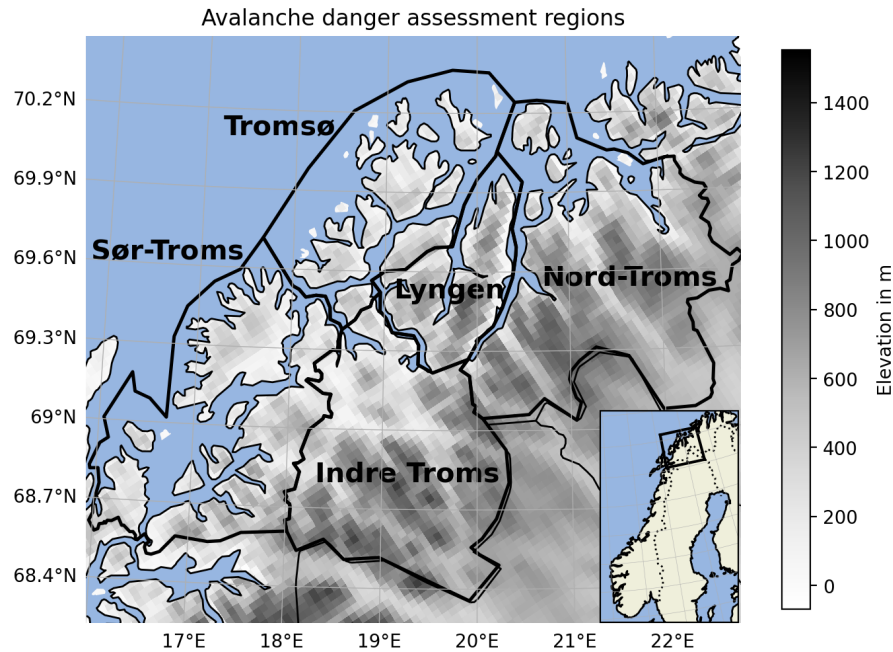 Avalanche danger assessment regions
70.2°N
69.9°N
69.6°N
69.3°N
69°N
68.7°N
68.4°N
Tromsø
Sør-Troms
Lyngen
Nord-Troms
Indre Troms
17°E
18°E
19°E
20°E
21°E
22°E
1400
1200
1000
800
600
400
200
0
Elevation in m